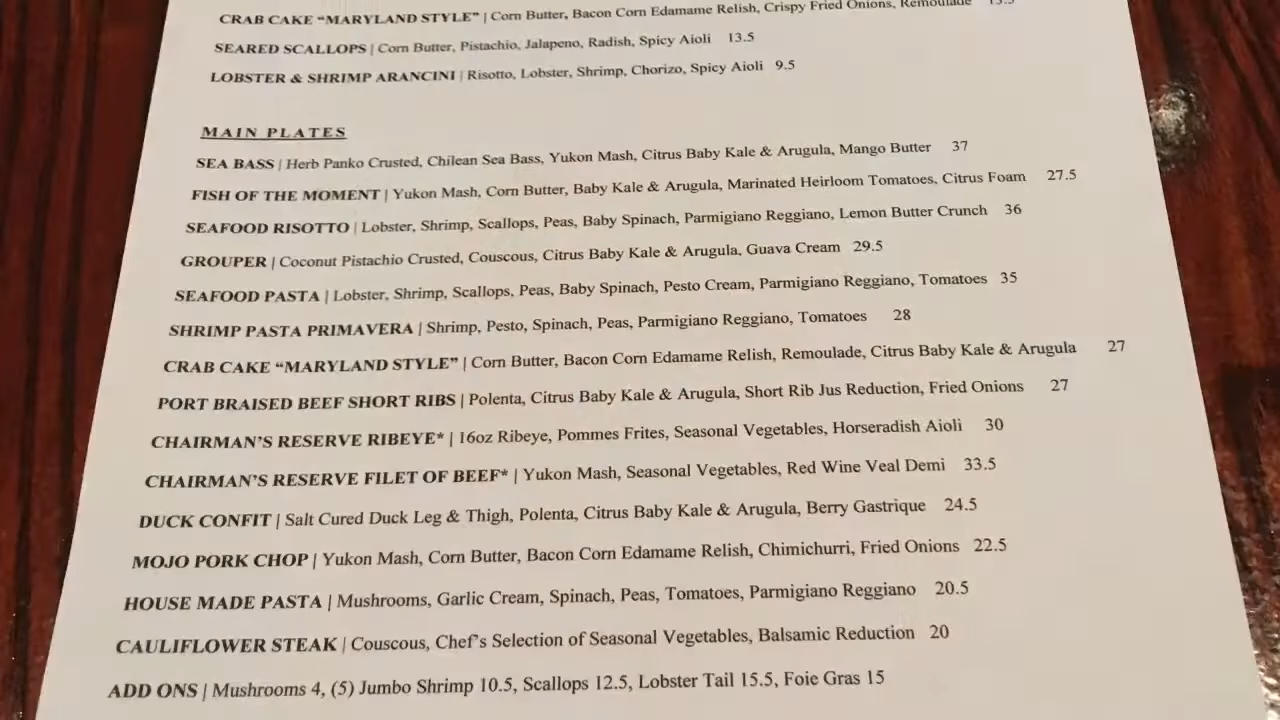 CRAB CAKE “MARYLAND STYLE” | Corn Butter, Bacon Corn Edamame Relish, Crispy Fried Onions, Remoulade 13.5
SEARED SCALLOPS | Corn Butter, Pistachio, Jalapeno, Radish, Spicy Aioli 13.5
LOBSTER & SHRIMP ARANCINI | Risotto, Lobster, Shrimp, Chorizo, Spicy Aioli 9.5
MAIN PLATES
SEA BASS | Herb Panko Crusted, Chilean Sea Bass, Yukon Mash, Citrus Baby Kale & Arugula, Mango Butter 37
FISH OF THE MOMENT | Yukon Mash, Corn Butter, Baby Kale & Arugula, Marinated Heirloom Tomatoes, Citrus Foam 27.5
SEAFOOD RISOTTO | Lobster, Shrimp, Scallops, Peas, Baby Spinach, Parmigiano Reggiano, Lemon Butter Crunch 36
GROUPER | Coconut Pistachio Crusted, Couscous, Citrus Baby Kale & Arugula, Guava Cream 29.5
SEAFOOD PASTA | Lobster, Shrimp, Scallops, Peas, Baby Spinach, Pesto Cream, Parmigiano Reggiano, Tomatoes 35
SHRIMP PASTA PRIMAVERA | Shrimp, Pesto, Spinach, Peas, Parmigiano Reggiano, Tomatoes 28
CRAB CAKE “MARYLAND STYLE” | Corn Butter, Bacon Corn Edamame Relish, Remoulade, Citrus Baby Kale & Arugula 27
PORT BRAISED BEEF SHORT RIBS | Polenta, Citrus Baby Kale & Arugula, Short Rib Jus Reduction, Fried Onions 27
CHAIRMAN’S RESERVE RIBEYE* | 16oz Ribeye, Pommes Frites, Seasonal Vegetables, Horseradish Aioli 30
CHAIRMAN’S RESERVE FILET OF BEEF* | Yukon Mash, Seasonal Vegetables, Red Wine Veal Demi 33.5
DUCK CONFIT | Salt Cured Duck Leg & Thigh, Polenta, Citrus Baby Kale & Arugula, Berry Gastrique 24.5
MOJO PORK CHOP | Yukon Mash, Corn Butter, Bacon Corn Edamame Relish, Chimichurri, Fried Onions 22.5
HOUSE MADE PASTA | Mushrooms, Garlic Cream, Spinach, Peas, Tomatoes, Parmigiano Reggiano 20.5
CAULIFLOWER STEAK | Couscous, Chef’s Selection of Seasonal Vegetables, Balsamic Reduction 20
ADD ONS | Mushrooms 4, (5) Jumbo Shrimp 10.5, Scallops 12.5, Lobster Tail 15.5, Foie Gras 15